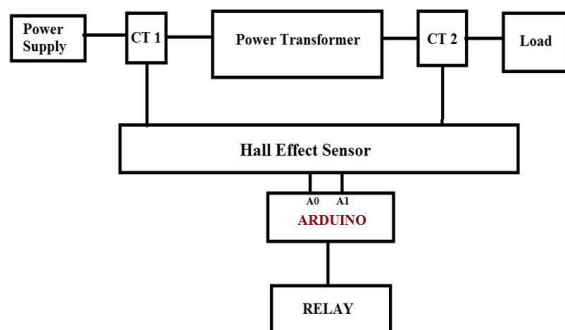 Power
Supply
CT 1
Power Transformer
CT 2
Load
Hall Effect Sensor
A0 A1
ARDUINO
RELAY